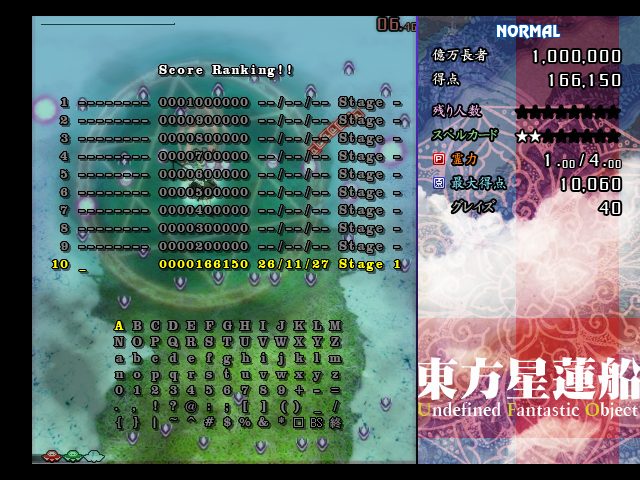 06.46
NORMAL
億万長者 1,000,000
得点 166,150
残り人数
スペルカード
P 霊力 1.00/4.00
最大得点 10,060
グレイズ 40
Score Ranking!!
1 -------- 0001000000 --/--/-- Stage -
2 -------- 0000900000 --/--/-- Stage -
3 -------- 0000800000 --/--/-- Stage -
4 -------- 0000700000 --/--/-- Stage -
5 -------- 0000600000 --/--/-- Stage -
6 -------- 0000500000 --/--/-- Stage -
7 -------- 0000400000 --/--/-- Stage -
8 -------- 0000300000 --/--/-- Stage -
9 -------- 0000200000 --/--/-- Stage -
10 _ 0000166150 26/11/27 Stage 1
A B C D E F G H I J K L M
N O P Q R S T U V W X Y Z
a b c d e f g h i j k l m
n o p q r s t u v w x y z
0 1 2 3 4 5 6 7 8 9 + - =
. , ! ? @ : ; [ ] ( ) _ /
{ } | ~ ^ # $ % & * □ BS 終
東方星蓮船
Undefined Fantastic Object